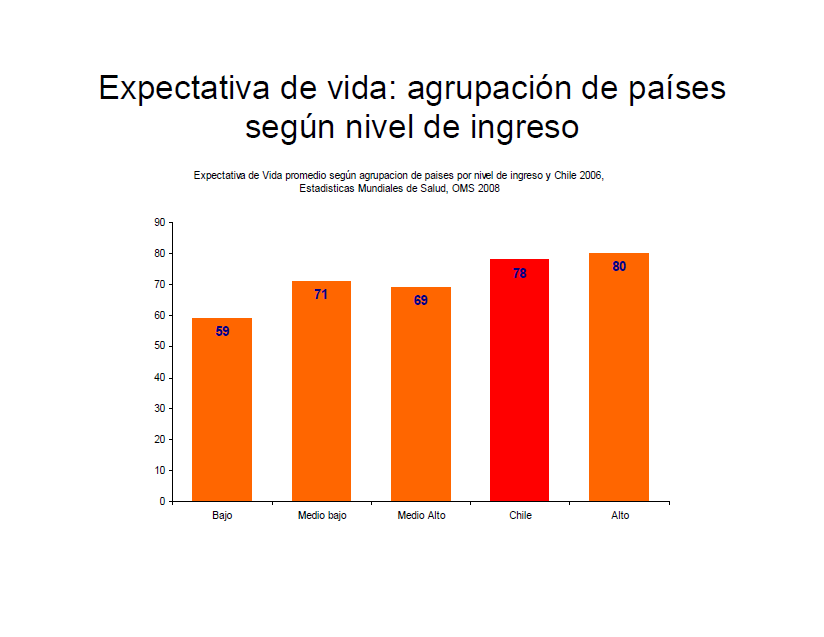 Expectativa de vida: agrupación de países
según nivel de ingreso
Expectativa de Vida promedio según agrupacion de paises por nivel de ingreso y Chile 2006,
Estadisticas Mundiales de Salud, OMS 2008
90
80
70
60
50
40
30
20
10
0
59
71
69
78
80
Bajo
Medio bajo
Medio Alto
Chile
Alto